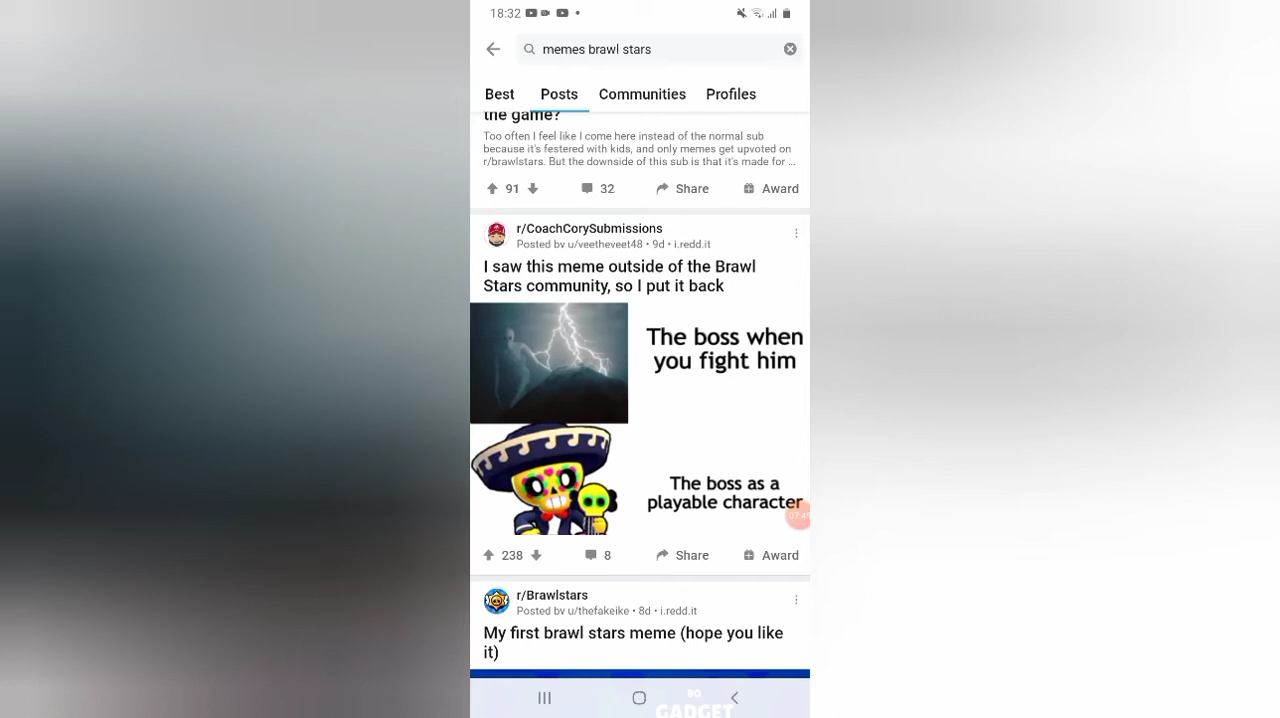 18:32
memes brawl stars
Best Posts Communities Profiles
the game?
Too often I feel like I come here instead of the normal sub
because it's festered with kids, and only memes get upvoted on
r/brawlstars. But the downside of this sub is that it's made for ...
91 32 Share Award
r/CoachCorySubmissions
Posted by u/veetheveet48 • 9d • i.redd.it
I saw this meme outside of the Brawl
Stars community, so I put it back
The boss when
you fight him
The boss as a
playable character
07:45
238 8 Share Award
r/Brawlstars
Posted by u/thefakeike • 8d • i.redd.it
My first brawl stars meme (hope you like
it)
GADGET